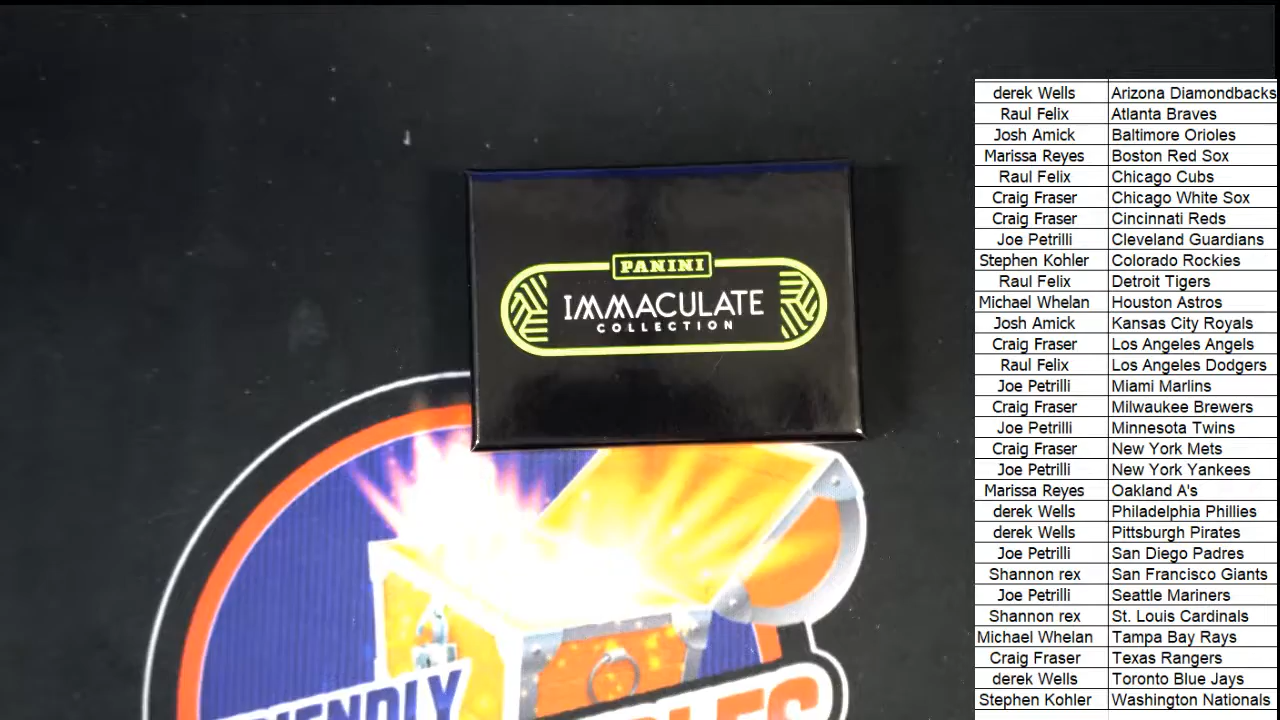 PANINI
IMMACULATE
COLLECTION
derek Wells Arizona Diamondbacks
Raul Felix Atlanta Braves
Josh Amick Baltimore Orioles
Marissa Reyes Boston Red Sox
Raul Felix Chicago Cubs
Craig Fraser Chicago White Sox
Craig Fraser Cincinnati Reds
Joe Petrilli Cleveland Guardians
Stephen Kohler Colorado Rockies
Raul Felix Detroit Tigers
Michael Whelan Houston Astros
Josh Amick Kansas City Royals
Craig Fraser Los Angeles Angels
Raul Felix Los Angeles Dodgers
Joe Petrilli Miami Marlins
Craig Fraser Milwaukee Brewers
Joe Petrilli Minnesota Twins
Craig Fraser New York Mets
Joe Petrilli New York Yankees
Marissa Reyes Oakland A's
derek Wells Philadelphia Phillies
derek Wells Pittsburgh Pirates
Joe Petrilli San Diego Padres
Shannon rex San Francisco Giants
Joe Petrilli Seattle Mariners
Shannon rex St. Louis Cardinals
Michael Whelan Tampa Bay Rays
Craig Fraser Texas Rangers
derek Wells Toronto Blue Jays
Stephen Kohler Washington Nationals